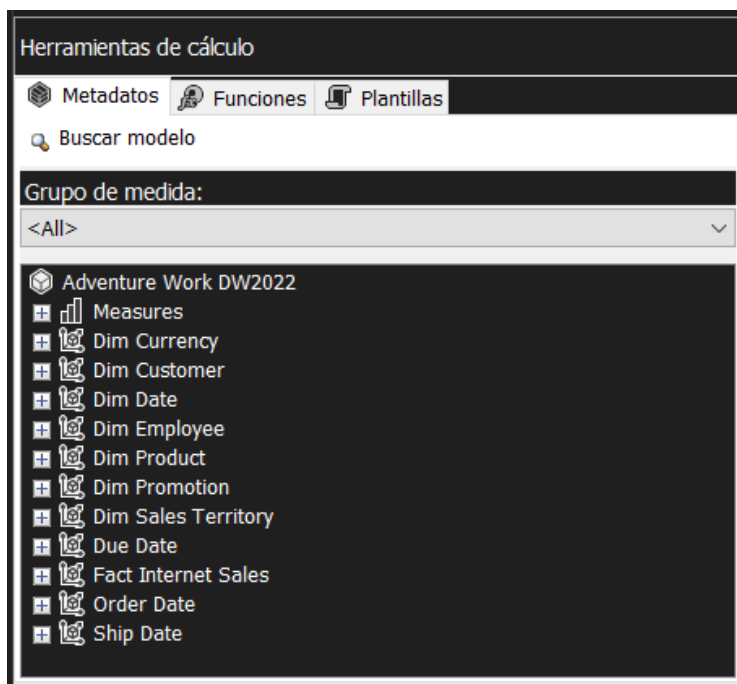 Herramientas de cálculo
Metadatos Funciones Plantillas
Buscar modelo
Grupo de medida:
<All>
Adventure Work DW2022
Measures
Dim Currency
Dim Customer
Dim Date
Dim Employee
Dim Product
Dim Promotion
Dim Sales Territory
Due Date
Fact Internet Sales
Order Date
Ship Date